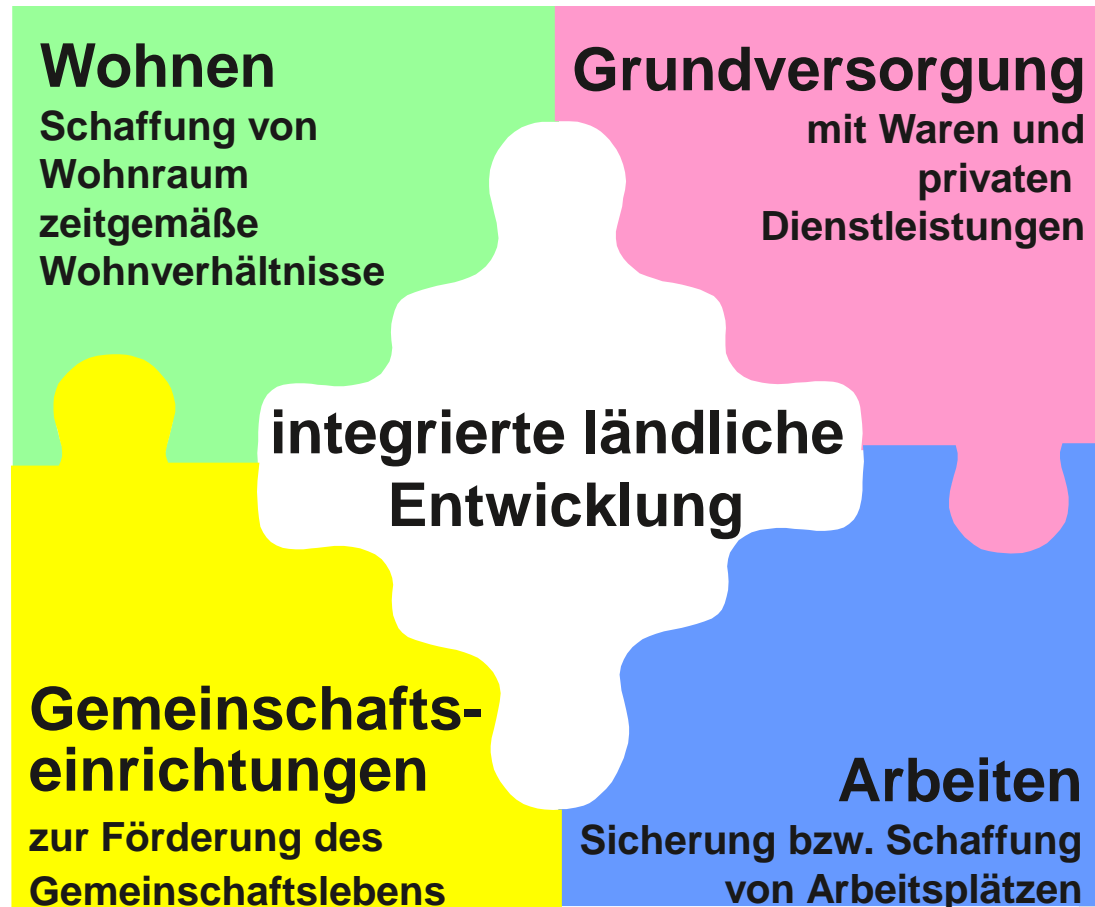 Wohnen
Schaffung von
Wohnraum
zeitgemäße
Wohnverhältnisse
Grundversorgung
mit Waren und
privaten
Dienstleistungen
integrierte ländliche
Entwicklung
Gemeinschafts-
einrichtungen
zur Förderung des
Gemeinschaftslebens
Arbeiten
Sicherung bzw. Schaffung
von Arbeitsplätzen